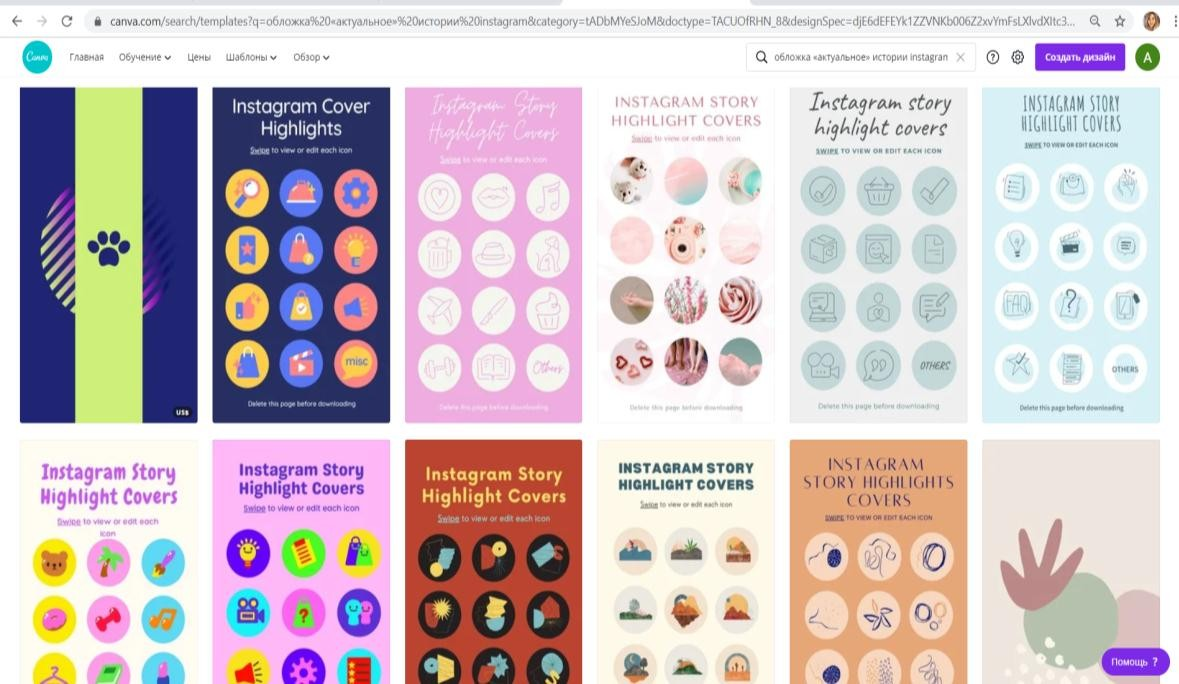 canva.com/search/templates?q=обложка%20«актуальное»%20истории%20instagram&category=tADbMYeSJoM&doctype=TACUOfRHN_8&designSpec=djE6dEFEYk1ZZVNKb006Z2xvYmFsLXlvdXItc3...
Canva
Главная
Обучение
Цены
Шаблоны
Обзор
обложка «актуальное» истории instagran
Создать дизайн
A
US$
Instagram Cover
Highlights
Swipe to view or edit each icon
misc
Delete this page before downloading
Instagram Story
Highlight Covers
Swipe to view or edit each icon
Others
Delete this page before downloading
INSTAGRAM STORY
HIGHLIGHT COVERS
Swipe to view or edit each icon
Delete this page before downloading
Instagram story
highlight covers
SWIPE TO VIEW OR EDIT EACH ICON
OTHERS
Delete this page before downloading
INSTAGRAM STORY
HIGHLIGHT COVERS
SWIPE TO VIEW OR EDIT EACH ICON
FAQ
?
OTHERS
Delete this page before downloading
Instagram Story
Highlight Covers
Swipe to view or edit each
icon
Instagram Story
Highlight Covers
Swipe to view or edit each icon
?
Instagram Story
Highlight Covers
Swipe to view or edit each icon
INSTAGRAM STORY
HIGHLIGHT COVERS
Swipe to view or edit each icon
INSTAGRAM
STORY HIGHLIGHTS
COVERS
SWIPE TO VIEW OR EDIT EACH ICON
Помощь ?